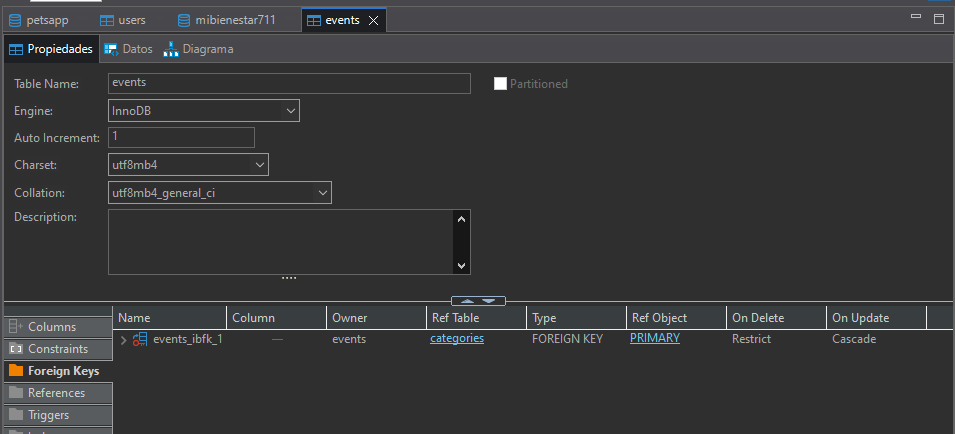 petsapp users mibienestar711 events
Propiedades Datos Diagrama
Table Name: events Partitioned
Engine: InnoDB
Auto Increment: 1
Charset: utf8mb4
Collation: utf8mb4_general_ci
Description:
Name Column Owner Ref Table Type Ref Object On Delete On Update
Columns
events_ibfk_1 — events categories FOREIGN KEY PRIMARY Restrict Cascade
Constraints
Foreign Keys
References
Triggers